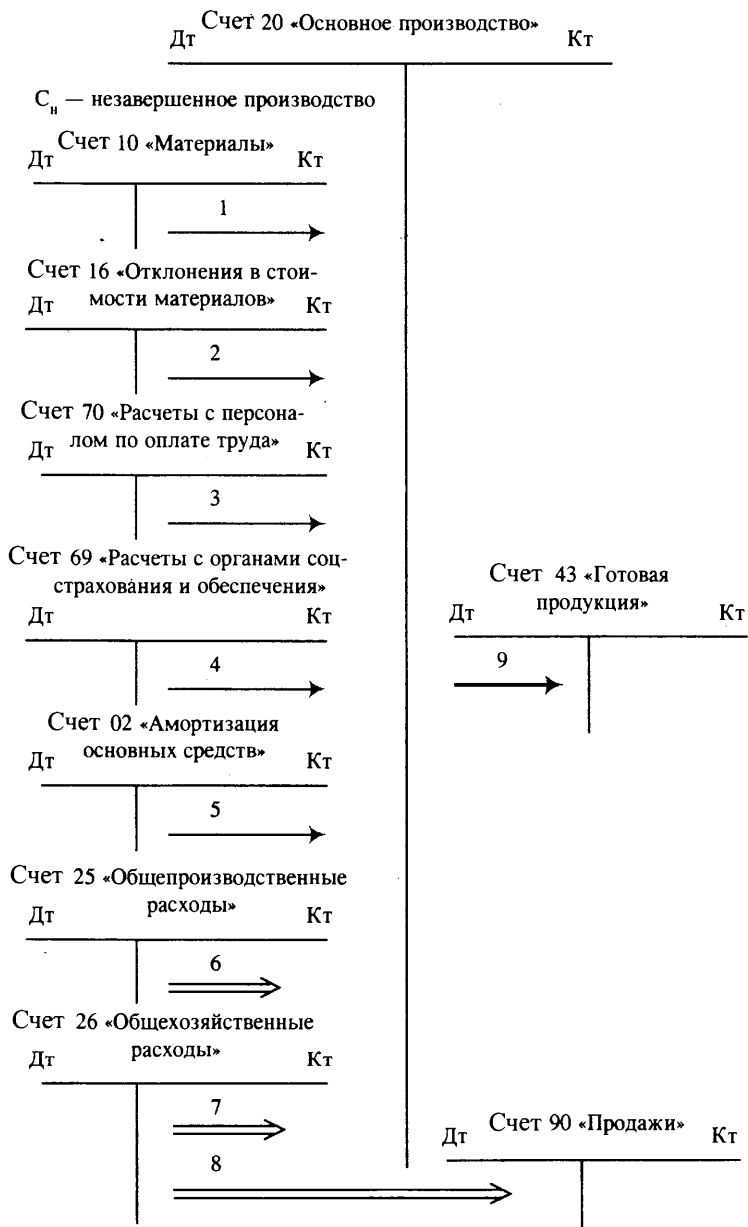 Счет 20 «Основное производство»
Дт Кт
Сн — незавершенное производство
Счет 10 «Материалы»
Дт Кт
1
Счет 16 «Отклонения в стои-
Дт мости материалов» Кт
2
Счет 70 «Расчеты с персона-
Дт лом по оплате труда» Кт
3
Счет 69 «Расчеты с органами соц-
страхования и обеспечения»
Дт Кт
4
Счет 43 «Готовая
продукция»
Дт Кт
9
Счет 02 «Амортизация
основных средств»
Дт Кт
5
Счет 25 «Общепроизводственные
расходы»
Дт Кт
6
Счет 26 «Общехозяйственные
расходы»
Дт Кт
7
8
Счет 90 «Продажи»
Дт Кт